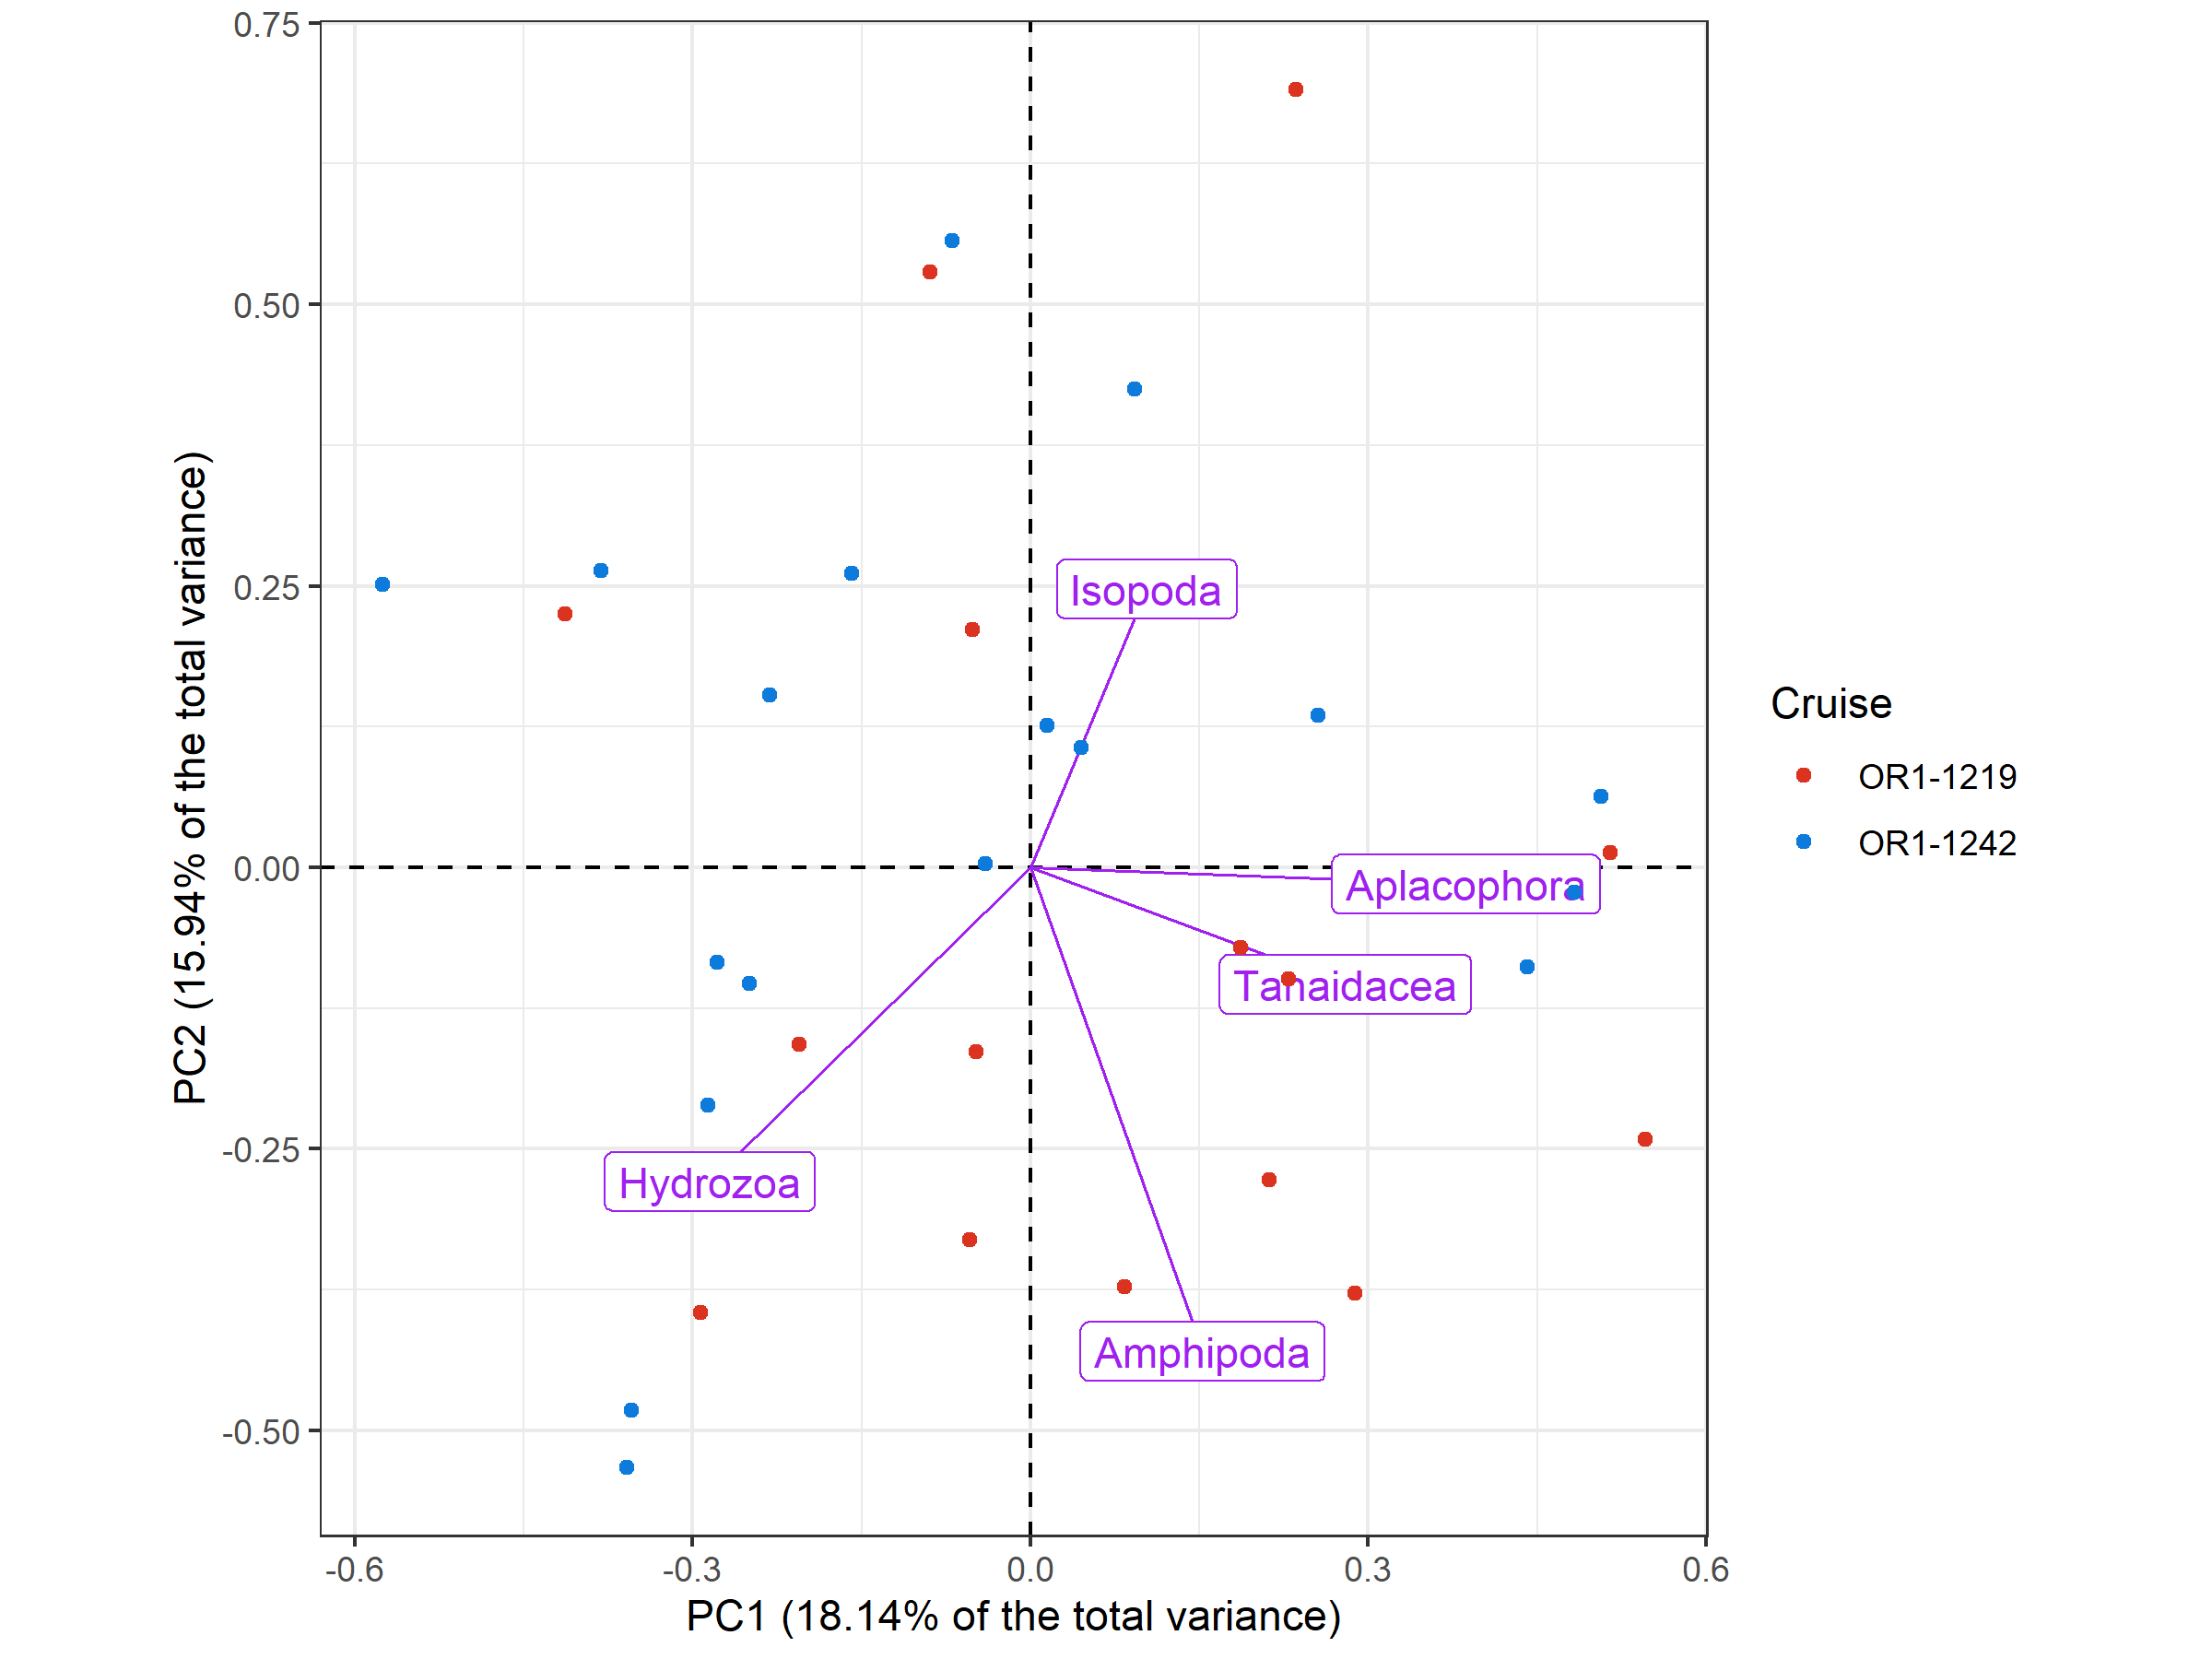 0.75
0.50
0.25
0.00
-0.25
-0.50
PC2 (15.94% of the total variance)
Isopoda
Aplacophora
Tanaidacea
Hydrozoa
Amphipoda
-0.6
-0.3
0.0
0.3
0.6
PC1 (18.14% of the total variance)
Cruise
OR1-1219
OR1-1242